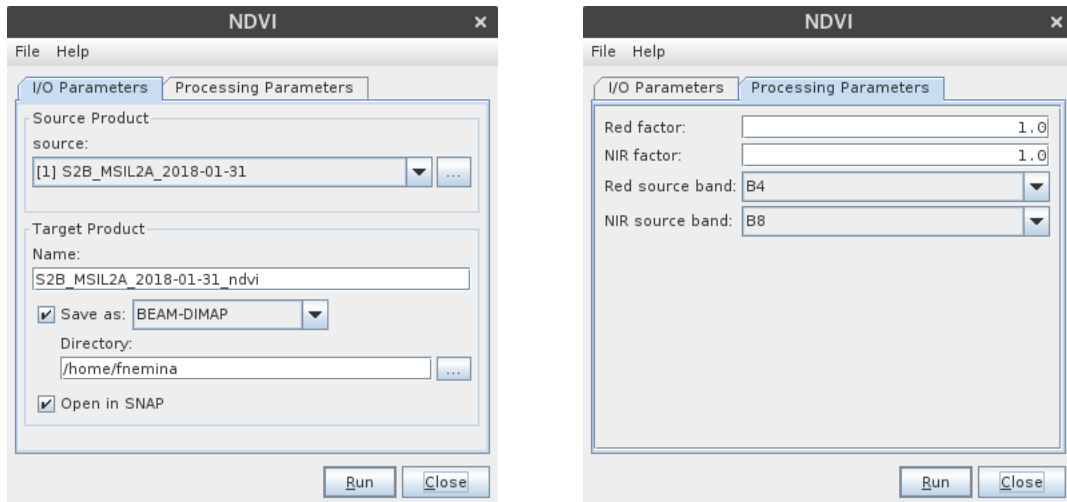 NDVI ×
File Help
I/O Parameters Processing Parameters
Source Product
source:
[1] S2B_MSIL2A_2018-01-31 ...
Target Product
Name:
S2B_MSIL2A_2018-01-31_ndvi
Save as: BEAM-DIMAP
Directory:
/home/fnemina ...
Open in SNAP
Run Close
NDVI ×
File Help
I/O Parameters Processing Parameters
Red factor: 1.0
NIR factor: 1.0
Red source band: B4
NIR source band: B8
Run Close